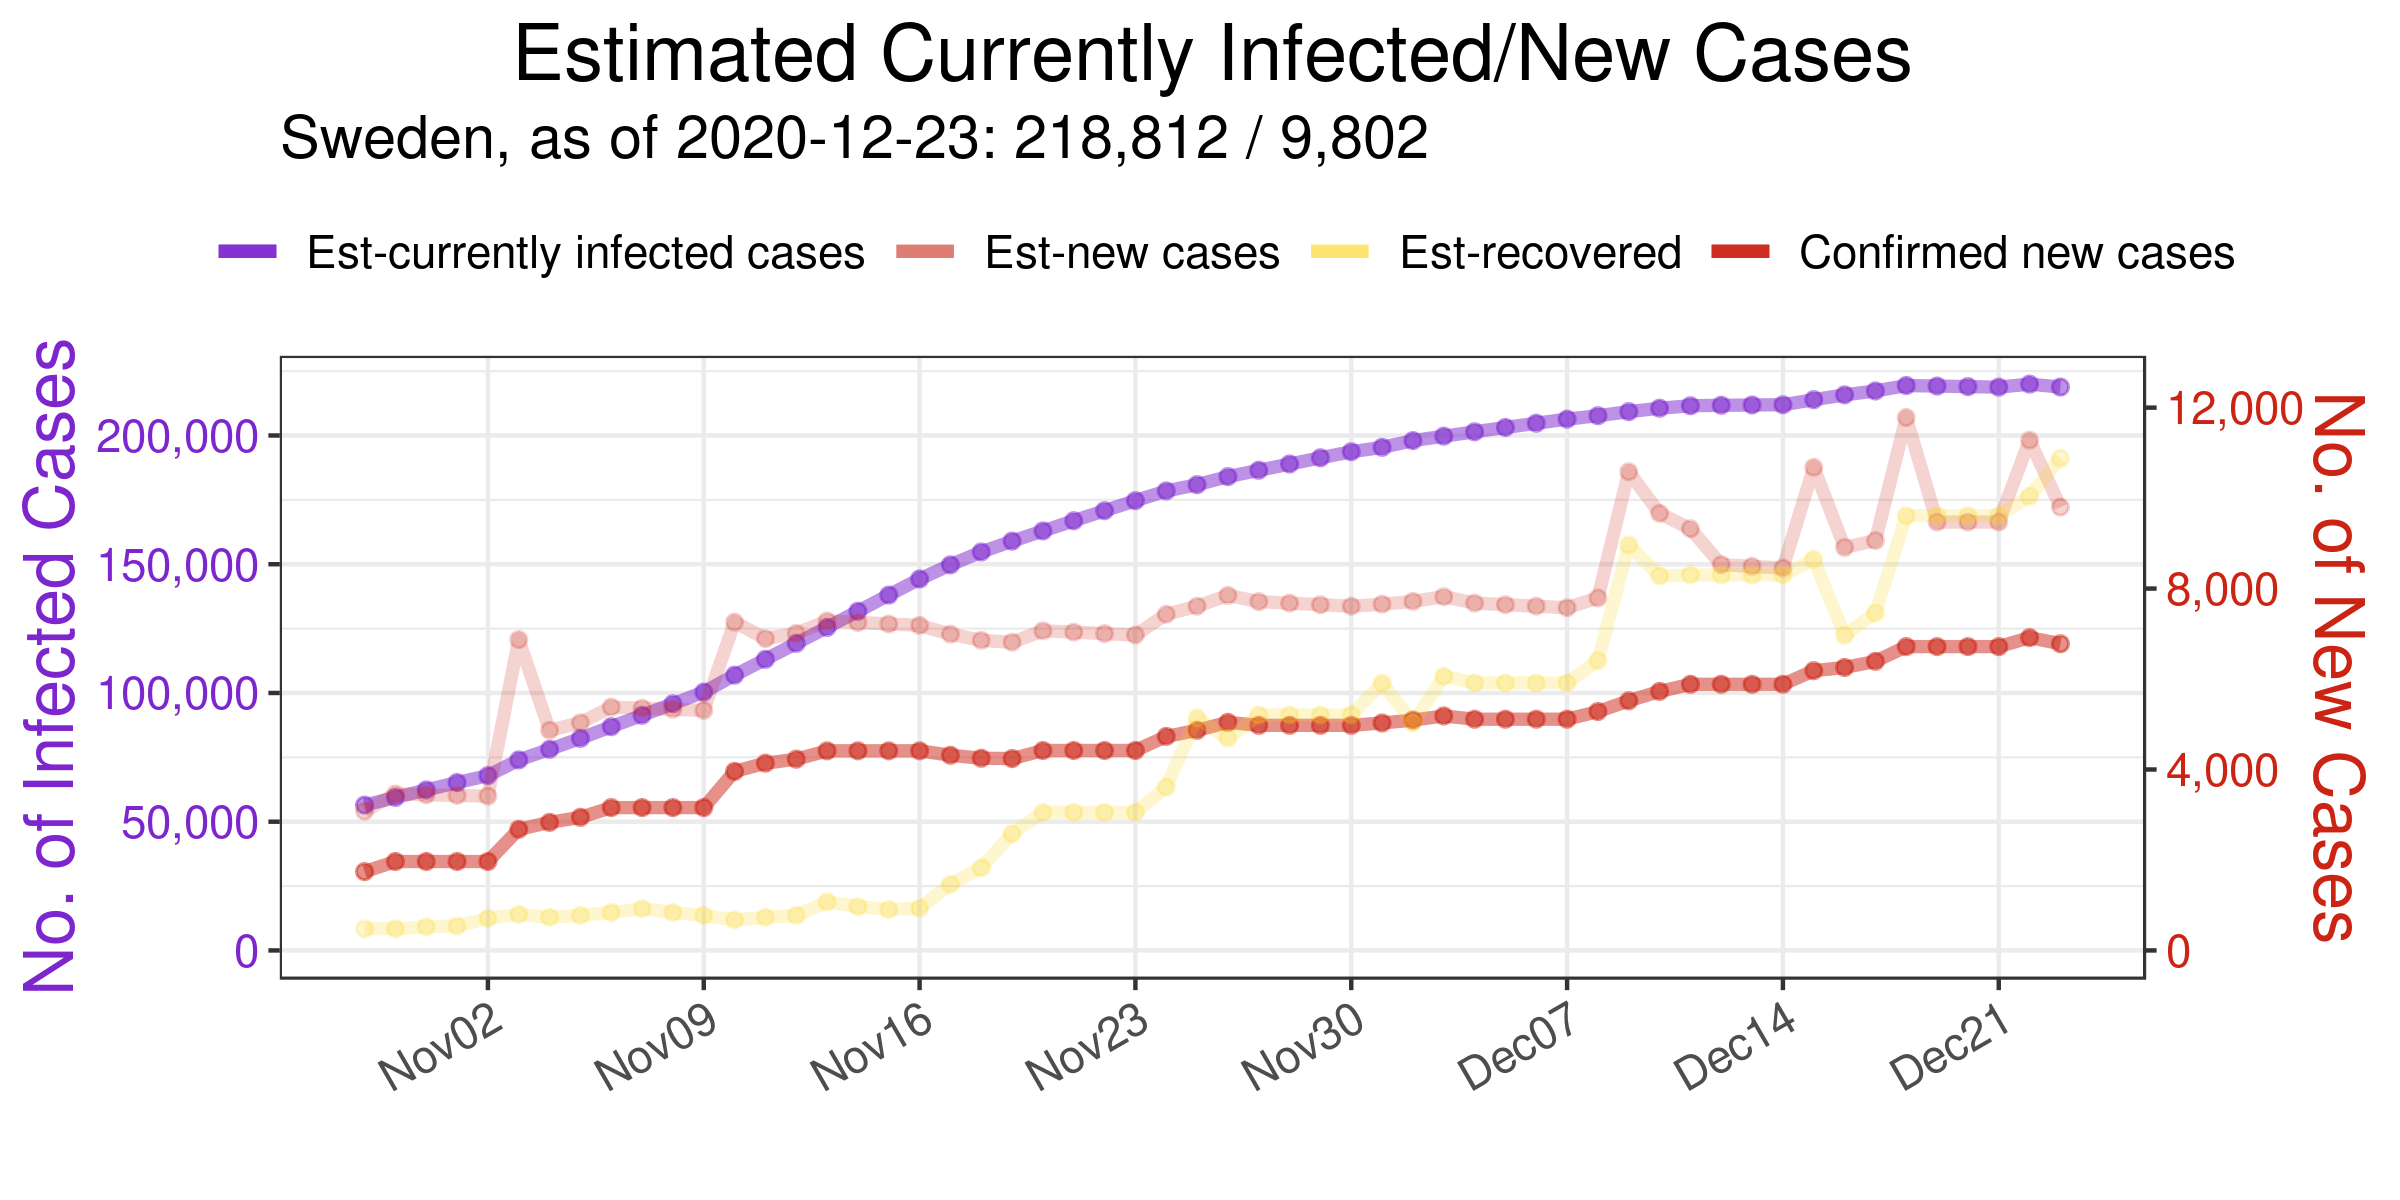 Estimated Currently Infected/New Cases
Sweden, as of 2020-12-23: 218,812 / 9,802
Est-currently infected cases Est-new cases Est-recovered Confirmed new cases
No. of Infected Cases
200,000
150,000
100,000
50,000
0
12,000
8,000
4,000
0
No. of New Cases
Nov02 Nov09 Nov16 Nov23 Nov30 Dec07 Dec14 Dec21